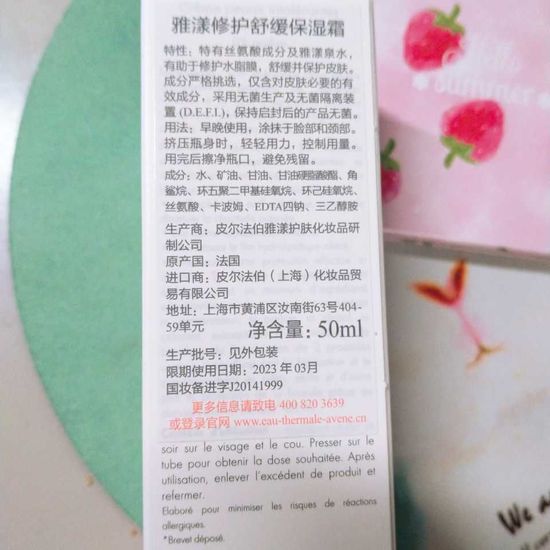 雅漾修护舒缓保湿霜
特性：特有丝氨酸成分及雅漾泉水，
有助于修护水脂膜，舒缓并保护皮肤。
成分严格挑选，仅含对皮肤必要的有
效成分，采用无菌生产及无菌隔离装
置 (D.E.F.I.)，保持启封后的产品无菌。
用法：早晚使用，涂抹于脸部和颈部。
挤压瓶身时，轻轻用力，控制用量。
用完后擦净瓶口，避免残留。
成分：水、矿油、甘油、甘油硬脂酸酯、角
鲨烷、环五聚二甲基硅氧烷、环己硅氧烷、
丝氨酸、卡波姆、EDTA四钠、三乙醇胺
生产商：皮尔法伯雅漾护肤化妆品研
制公司
原产国：法国
进口商：皮尔法伯（上海）化妆品贸
易有限公司
地址：上海市黄浦区汝南街63号404-
59单元
净含量：50ml
生产批号：见外包装
限期使用日期：2023 年 03月
国妆备进字J20141999
更多信息请致电 400 820 3639
或登录官网 www.eau-thermale-avene.cn
soir sur le visage et le cou. Presser sur le
tube pour obtenir la dose souhaitée. Après
utilisation, enlever l'excédent de produit et
refermer.
Elaboré pour minimiser les risques de réactions
allergiques.
*Brevet déposé.
summer
We a